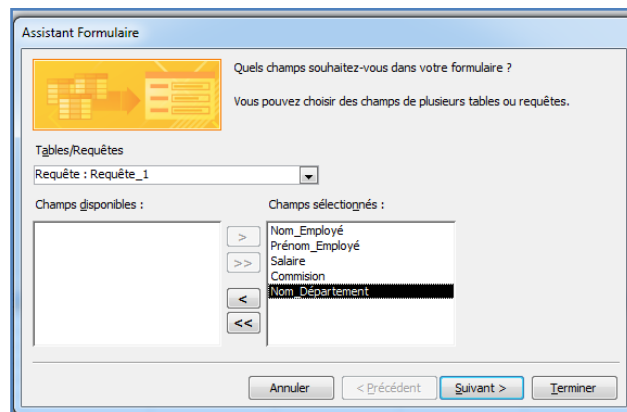 Assistant Formulaire
Quels champs souhaitez-vous dans votre formulaire ?
Vous pouvez choisir des champs de plusieurs tables ou requêtes.
Tables/Requêtes
Requête : Requête_1
Champs disponibles :
Champs sélectionnés :
>
>>
<
<<
Nom_Employé
Prénom_Employé
Salaire
Commision
Nom_Département
Annuler
< Précédent
Suivant >
Terminer